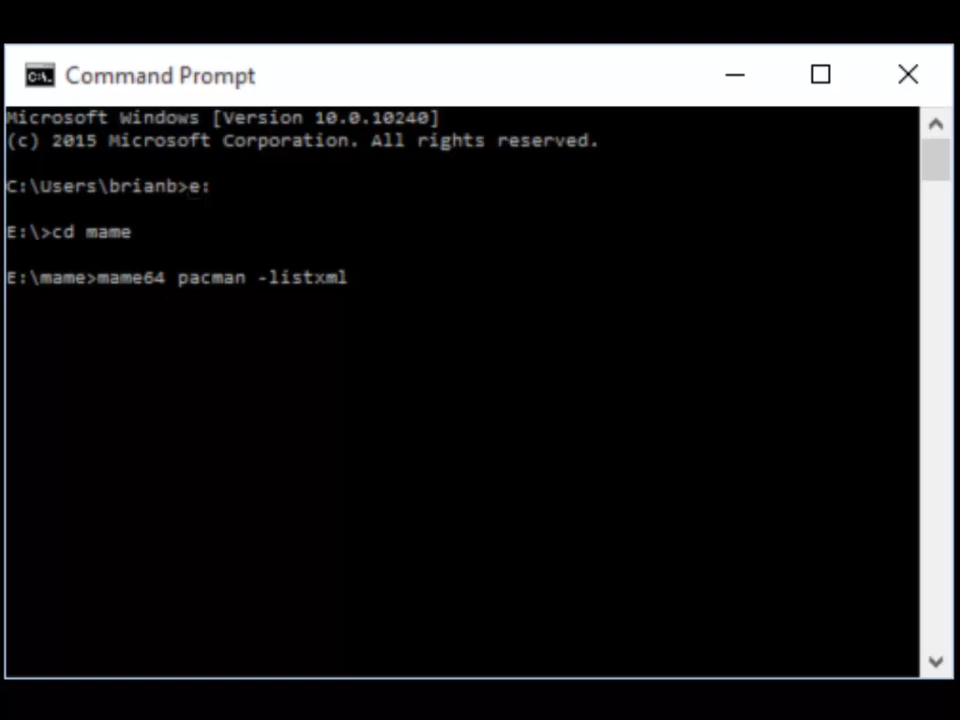 C:\.
Command Prompt
Microsoft Windows [Version 10.0.10240]
(c) 2015 Microsoft Corporation. All rights reserved.
C:\Users\brianb>e:
E:\>cd mame
E:\mame>mame64 pacman -listxml